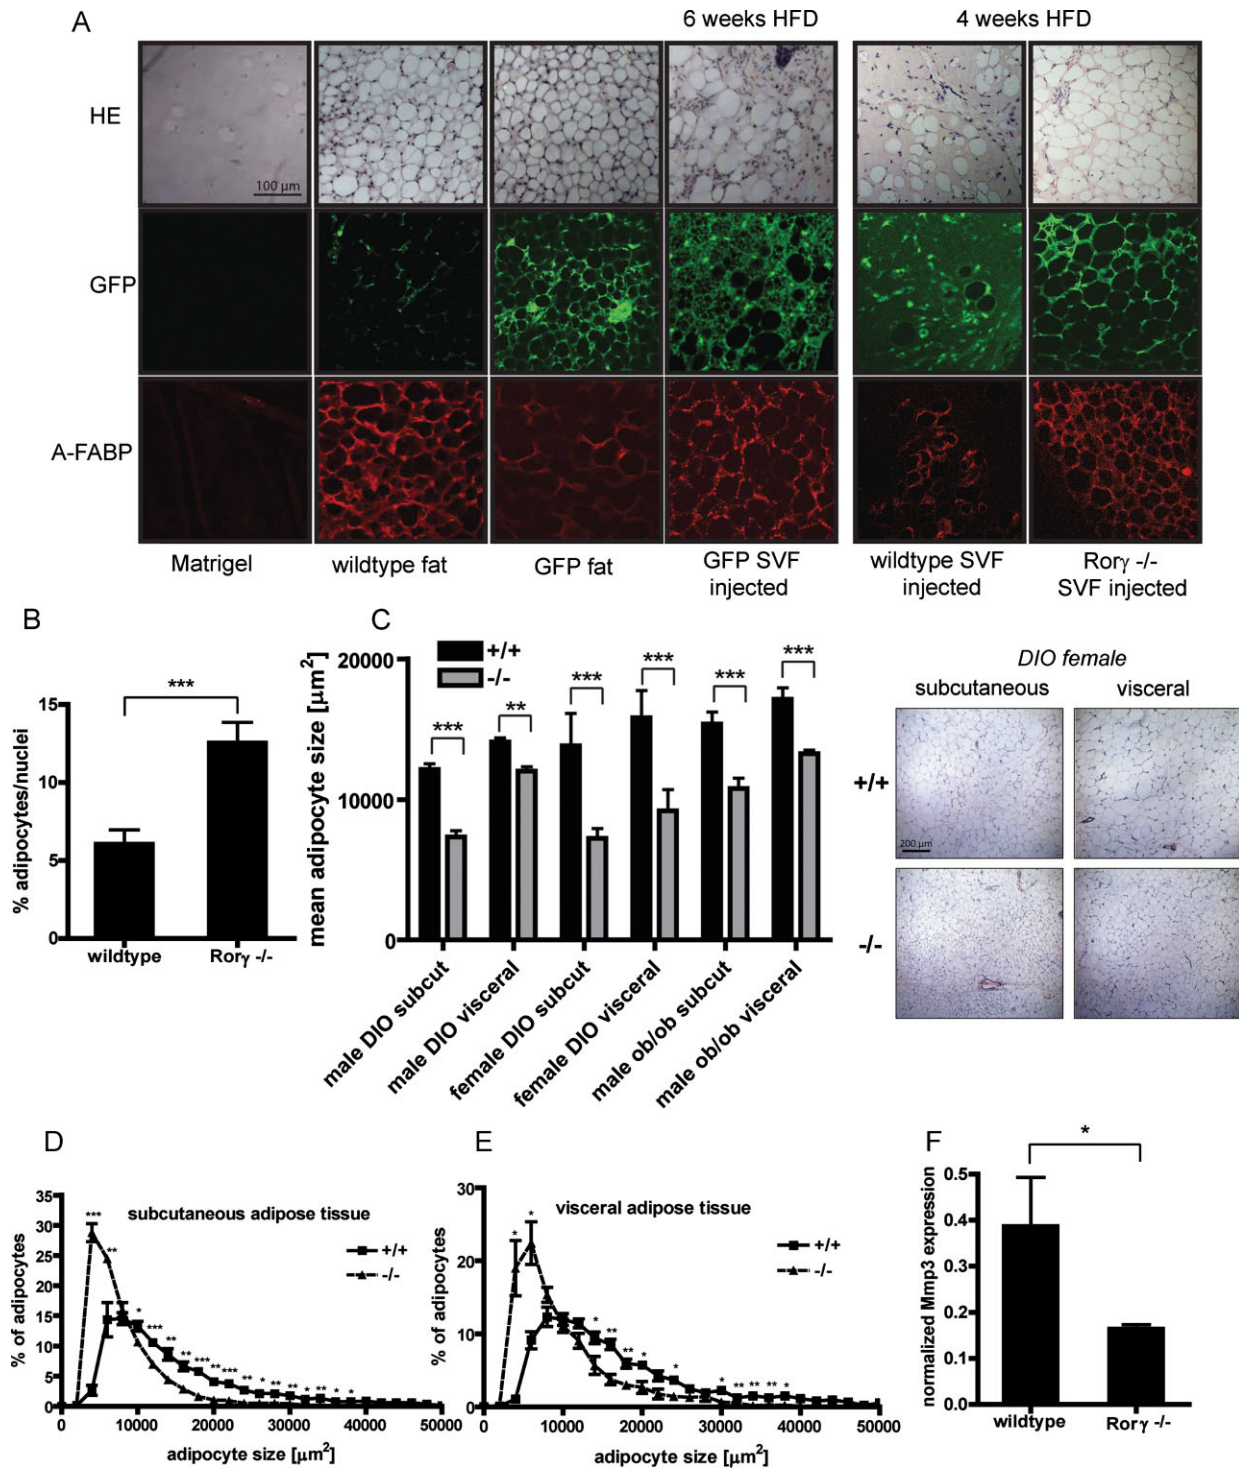 A
6 weeks HFD
4 weeks HFD
HE
100 µm
GFP
A-FABP
Matrigel
wildtype fat
GFP fat
GFP SVF
injected
wildtype SVF
injected
Rorγ -/-
SVF injected
B
% adipocytes/nuclei
15
10
5
0
***
wildtype
Rorγ -/-
C
mean adipocyte size [µm²]
20000
10000
0
+/+
-/-
***
**
***
***
***
***
male DIO subcut
male DIO visceral
female DIO subcut
female DIO visceral
male ob/ob subcut
male ob/ob visceral
DIO female
subcutaneous
visceral
+/+
200 µm
-/-
D
% of adipocytes
35
30
25
20
15
10
5
0
subcutaneous adipose tissue
+/+
-/-
***
**
*
***
**
**
***
**
***
**
*
**
**
*
**
*
*
0
10000
20000
30000
40000
50000
adipocyte size [µm²]
E
% of adipocytes
30
20
10
0
visceral adipose tissue
+/+
-/-
*
*
*
**
**
*
*
*
**
**
**
*
0
10000
20000
30000
40000
50000
adipocyte size [µm²]
F
normalized Mmp3 expression
0.5
0.4
0.3
0.2
0.1
0.0
*
wildtype
Rorγ -/-